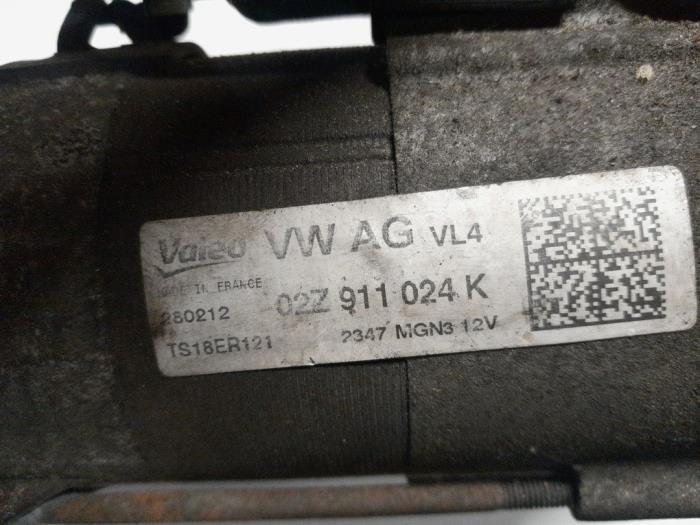 Valeo VW AG VL4
MADE IN FRANCE
02Z 911 024 K
280212
TS18ER121
2347 MGN3 12V